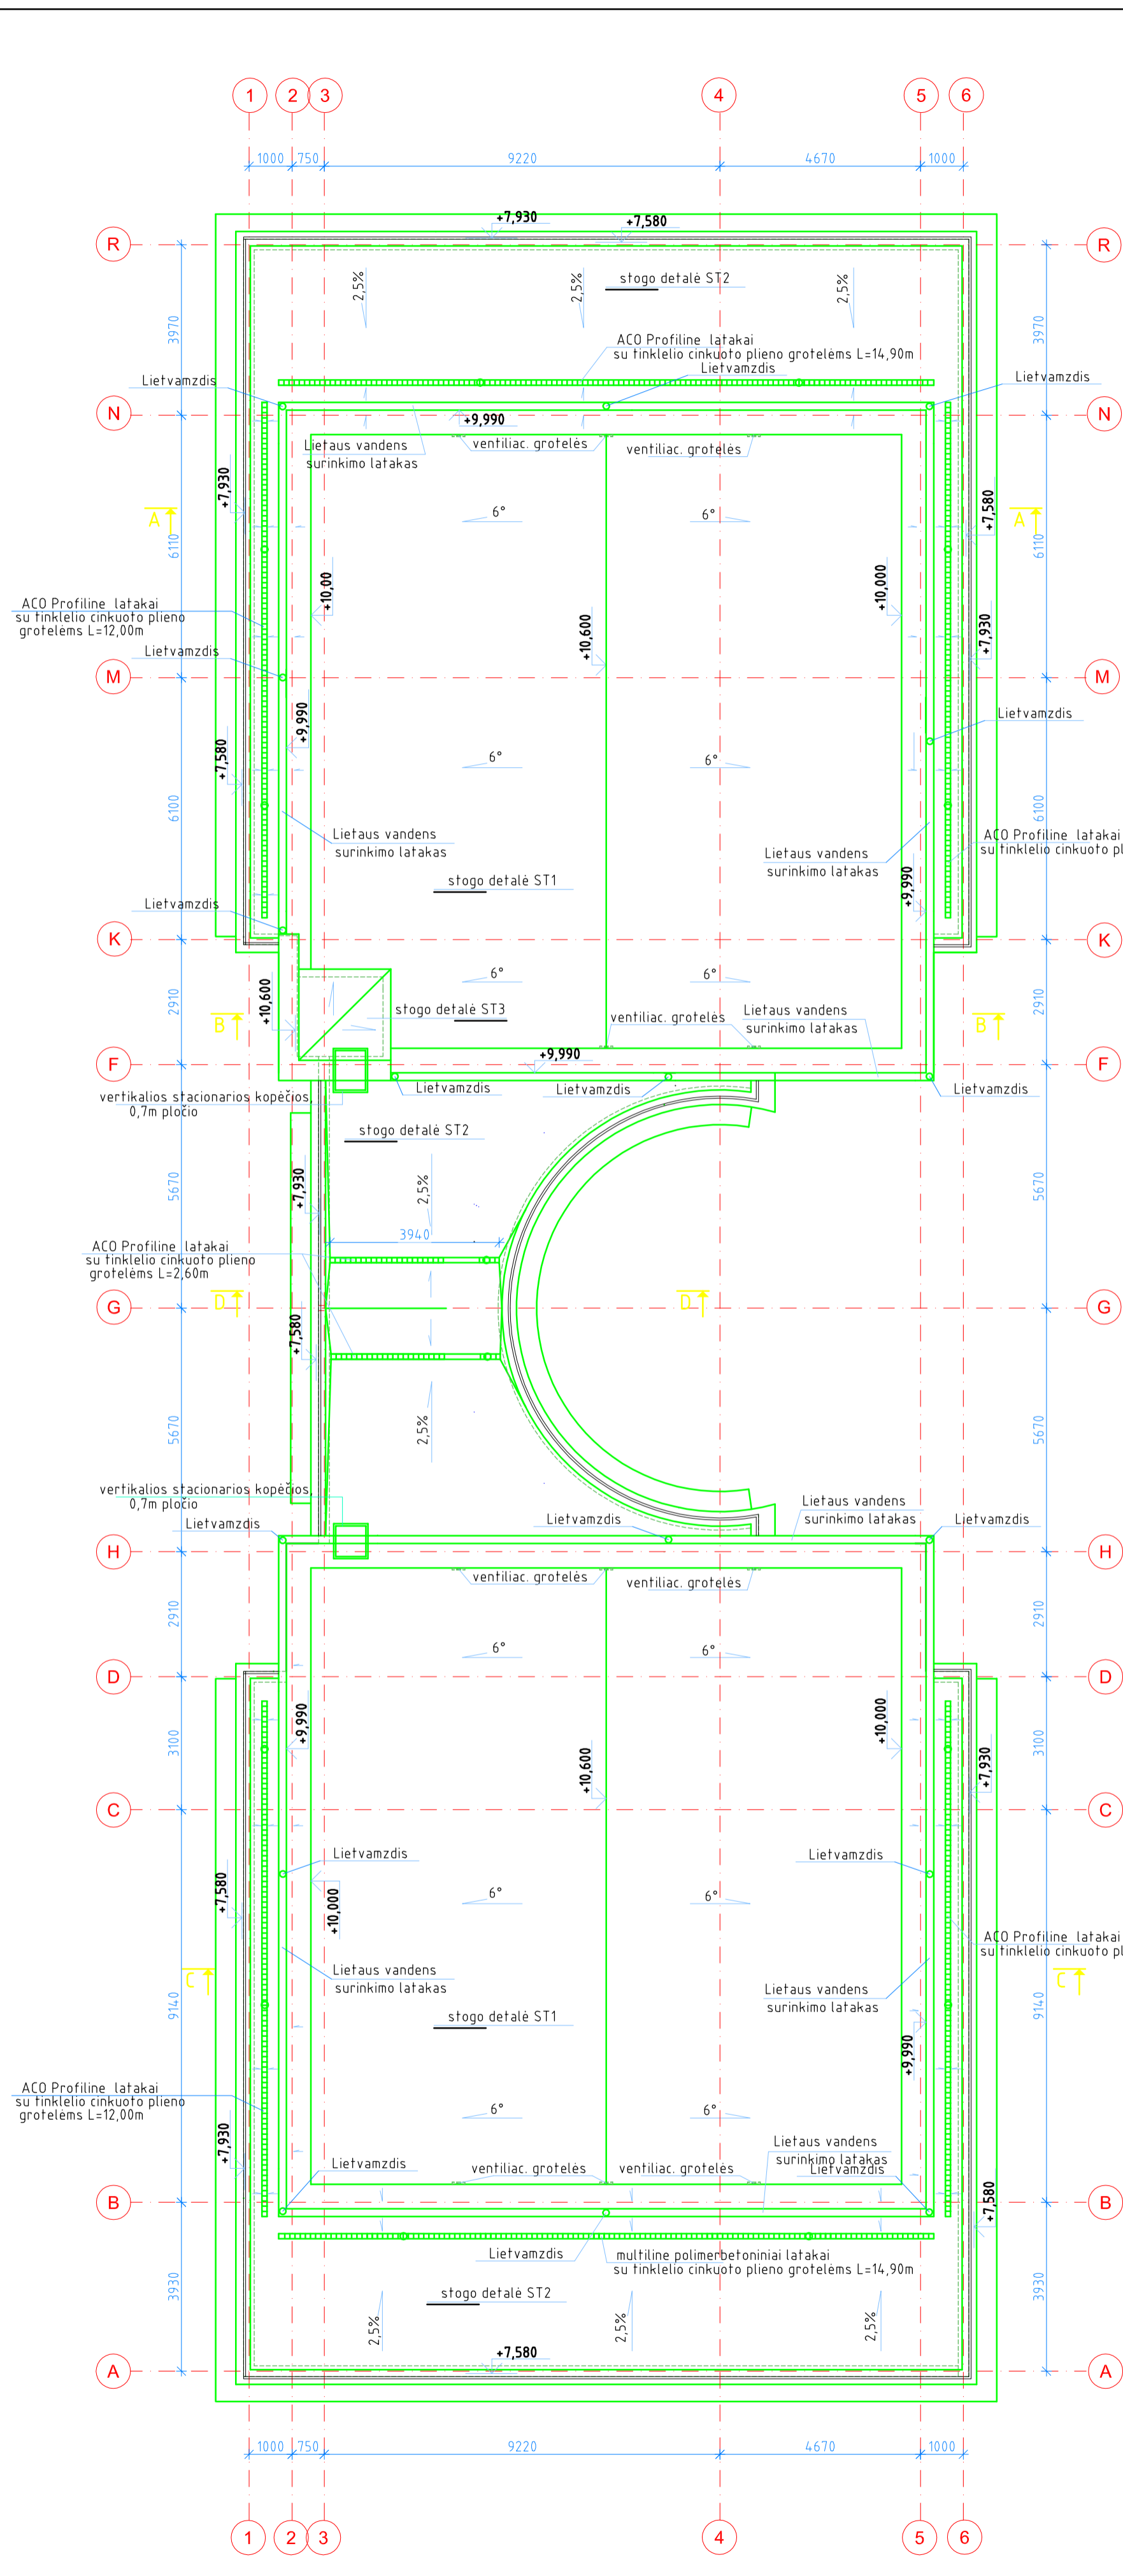 1 2 3 4 5 6
1000 750 9220 4670 1000
+7,930
+7,580
R R
2,5% 2,5% 2,5%
stogo detalė ST2
3970 3970
ACO Profiline latakai
su tinklelio cinkuoto plieno grotelėms L=14,90m
Lietvamzdis
Lietvamzdis
Lietvamzdis
N N
+9,990
Lietaus vandens
surinkimo latakas
ventiliac. grotelės
ventiliac. grotelės
+7,930
+7,580
A A
6° 6°
6110 6110
+10,00
+10,000
+10,600
+7,930
ACO Profiline latakai
su tinklelio cinkuoto plieno
grotelėms L=12,00m
Lietvamzdis
M M
+9,990
Lietvamzdis
+7,580
6° 6°
6100 6100
Lietaus vandens
surinkimo latakas
ACO Profiline latakai
su tinklelio cinkuoto pl
Lietaus vandens
surinkimo latakas
stogo detalė ST1
+9,990
Lietvamzdis
K K
6° 6°
2910 2910
+10,600
stogo detalė ST3
Lietaus vandens
surinkimo latakas
ventiliac. grotelės
B B
+9,990
F F
Lietvamzdis
Lietvamzdis
Lietvamzdis
vertikalios stacionarios kopėčios,
0,7m pločio
stogo detalė ST2
5670 5670
+7,930
2,5%
3940
ACO Profiline latakai
su tinklelio cinkuoto plieno
grotelėms L=2,60m
D D
G G
+7,580
2,5%
5670 5670
vertikalios stacionarios kopėčios,
0,7m pločio
Lietaus vandens
surinkimo latakas
Lietvamzdis
Lietvamzdis
Lietvamzdis
H H
ventiliac. grotelės
ventiliac. grotelės
2910 2910
6° 6°
D D
+9,990
+10,000
3100 3100
+10,600
+7,930
C C
Lietvamzdis
Lietvamzdis
+7,580
+10,000
6° 6°
ACO Profiline latakai
su tinklelio cinkuoto pl
Lietaus vandens
surinkimo latakas
C C
Lietaus vandens
surinkimo latakas
9140 9140
stogo detalė ST1
+9,990
ACO Profiline latakai
su tinklelio cinkuoto plieno
grotelėms L=12,00m
6° 6°
+7,930
Lietaus vandens
surinkimo latakas
Lietvamzdis
Lietvamzdis
ventiliac. grotelės
ventiliac. grotelės
+7,580
B B
Lietvamzdis
multiline polimerbetoniniai latakai
su tinklelio cinkuoto plieno grotelėms L=14,90m
3930 3930
stogo detalė ST2
2,5% 2,5% 2,5%
+7,580
A A
1000 750 9220 4670 1000
1 2 3 4 5 6